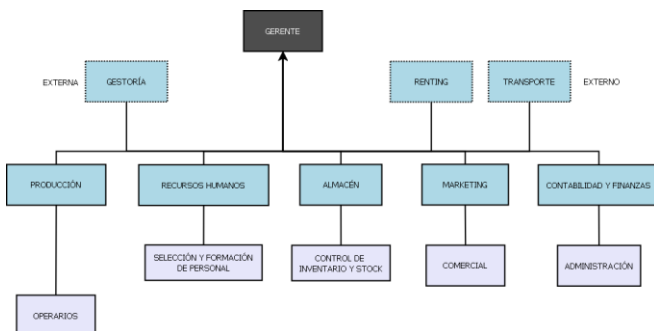 GERENTE
EXTERNA
GESTORÍA
RENTING
TRANSPORTE
EXTERNO
PRODUCCIÓN
RECURSOS HUMANOS
ALMACÉN
MARKETING
CONTABILIDAD Y FINANZAS
SELECCIÓN Y FORMACIÓN
DE PERSONAL
CONTROL DE
INVENTARIO Y STOCK
COMERCIAL
ADMINISTRACIÓN
OPERARIOS